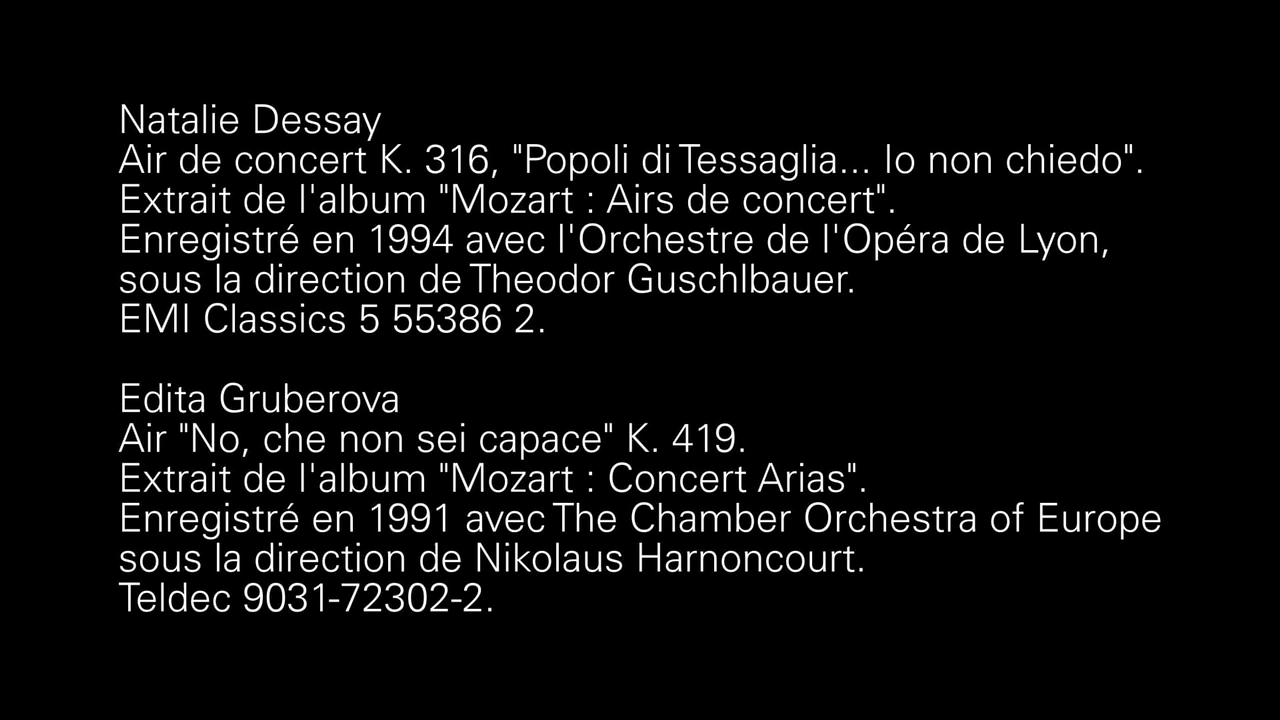 Natalie Dessay
Air de concert K. 316, "Popoli di Tessaglia... Io non chiedo".
Extrait de l'album "Mozart : Airs de concert".
Enregistré en 1994 avec l'Orchestre de l'Opéra de Lyon,
sous la direction de Theodor Guschlbauer.
EMI Classics 5 55386 2.
Edita Gruberova
Air "No, che non sei capace" K. 419.
Extrait de l'album "Mozart : Concert Arias".
Enregistré en 1991 avec The Chamber Orchestra of Europe
sous la direction de Nikolaus Harnoncourt.
Teldec 9031-72302-2.